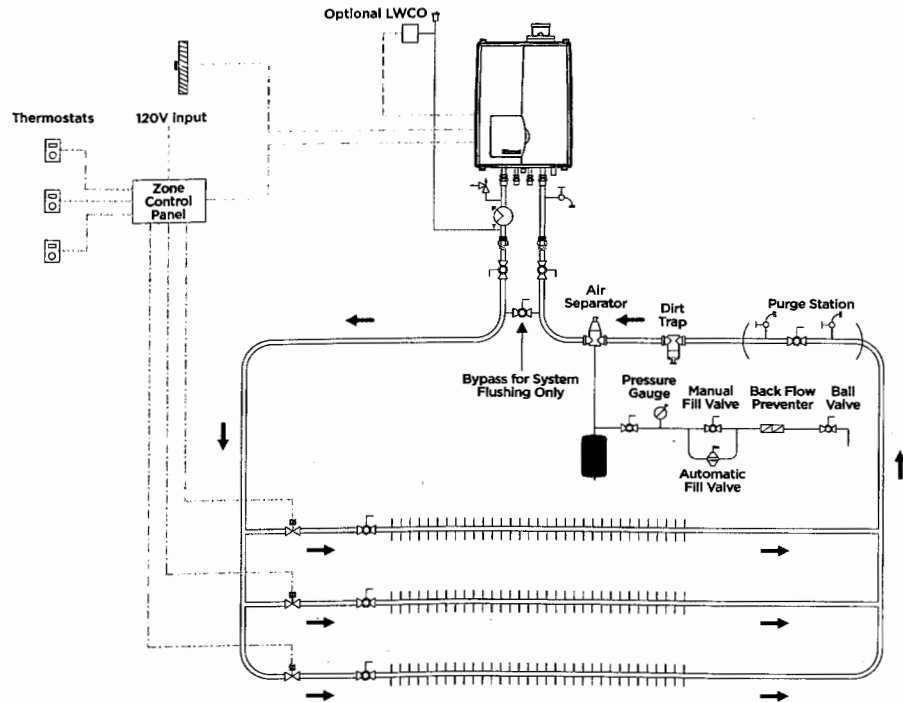 Optional LWCO
Thermostats
120V input
Zone
Control
Panel
Air
Separator
Dirt
Trap
Purge Station
Bypass for System
Flushing Only
Pressure
Gauge
Manual
Fill Valve
Back Flow
Preventer
Ball
Valve
Automatic
Fill Valve